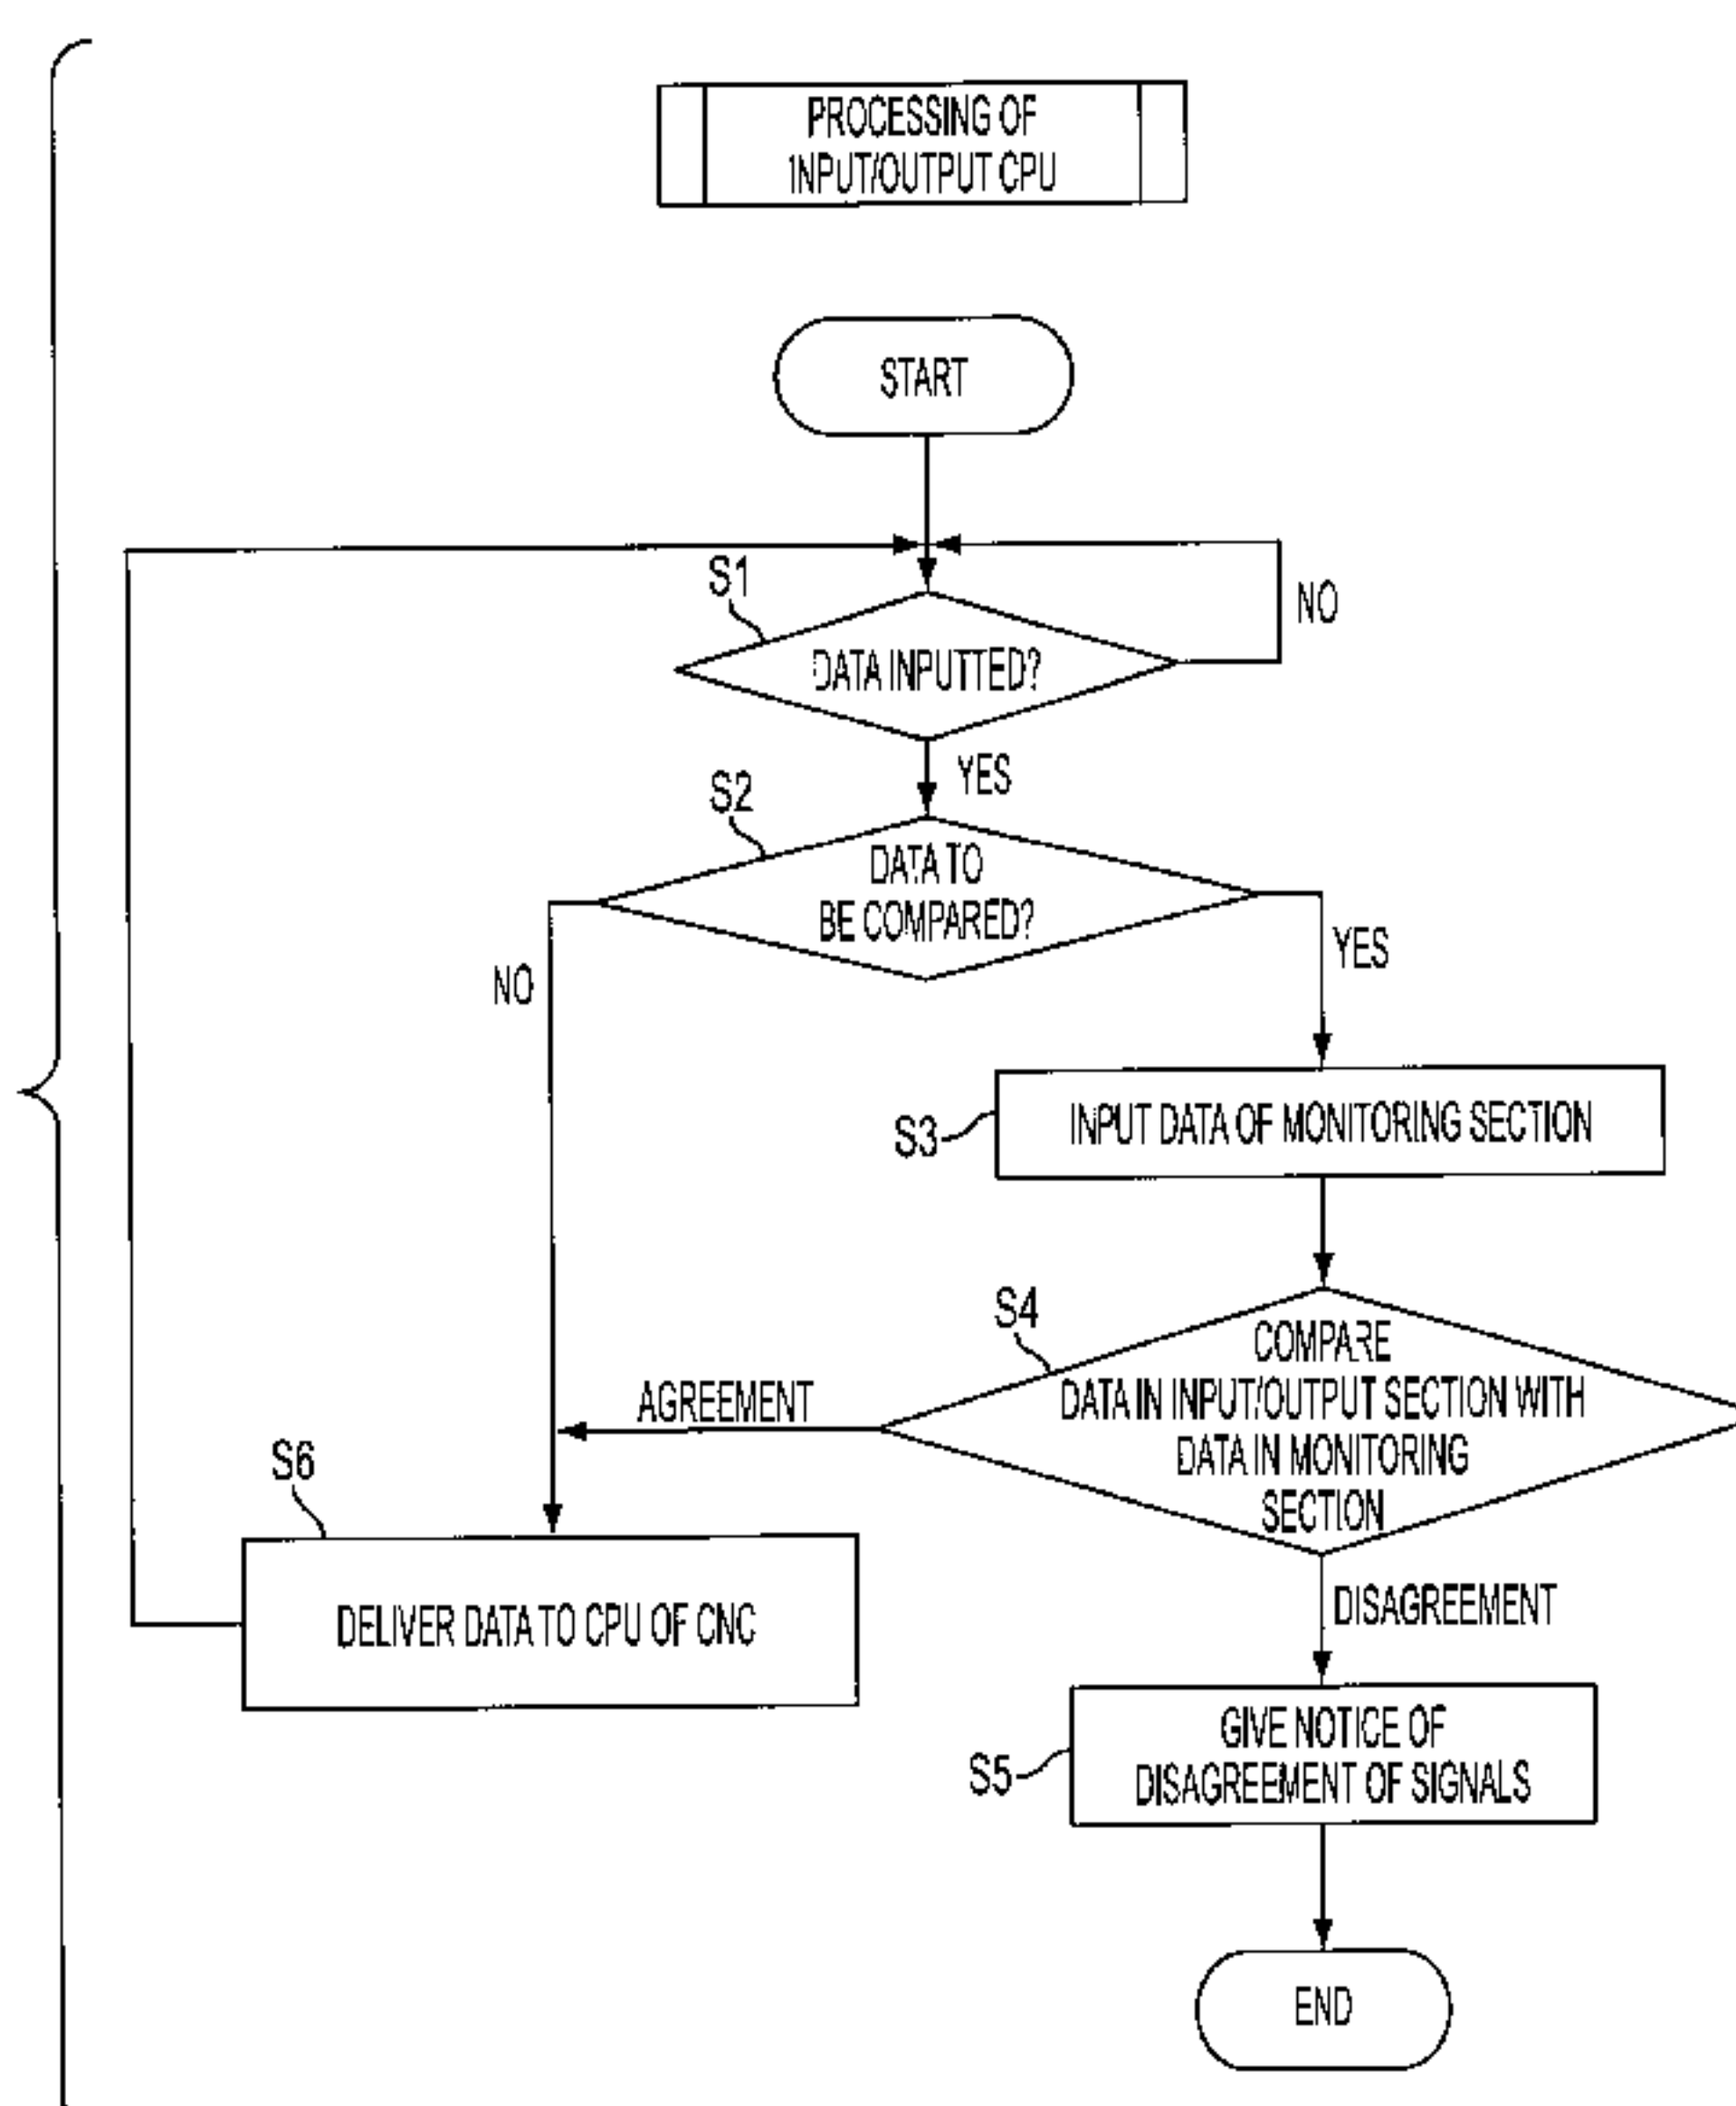 PROCESSING OF
INPUT/OUTPUT CPU
START
S1
NO
DATA INPUTTED?
YES
S2
DATA TO
BE COMPARED?
NO
YES
S3
INPUT DATA OF MONITORING SECTION
S4
COMPARE
DATA IN INPUT/OUTPUT SECTION WITH
DATA IN MONITORING
SECTION
AGREEMENT
S6
DELIVER DATA TO CPU OF CNC
DISAGREEMENT
S5
GIVE NOTICE OF
DISAGREEMENT OF SIGNALS
END